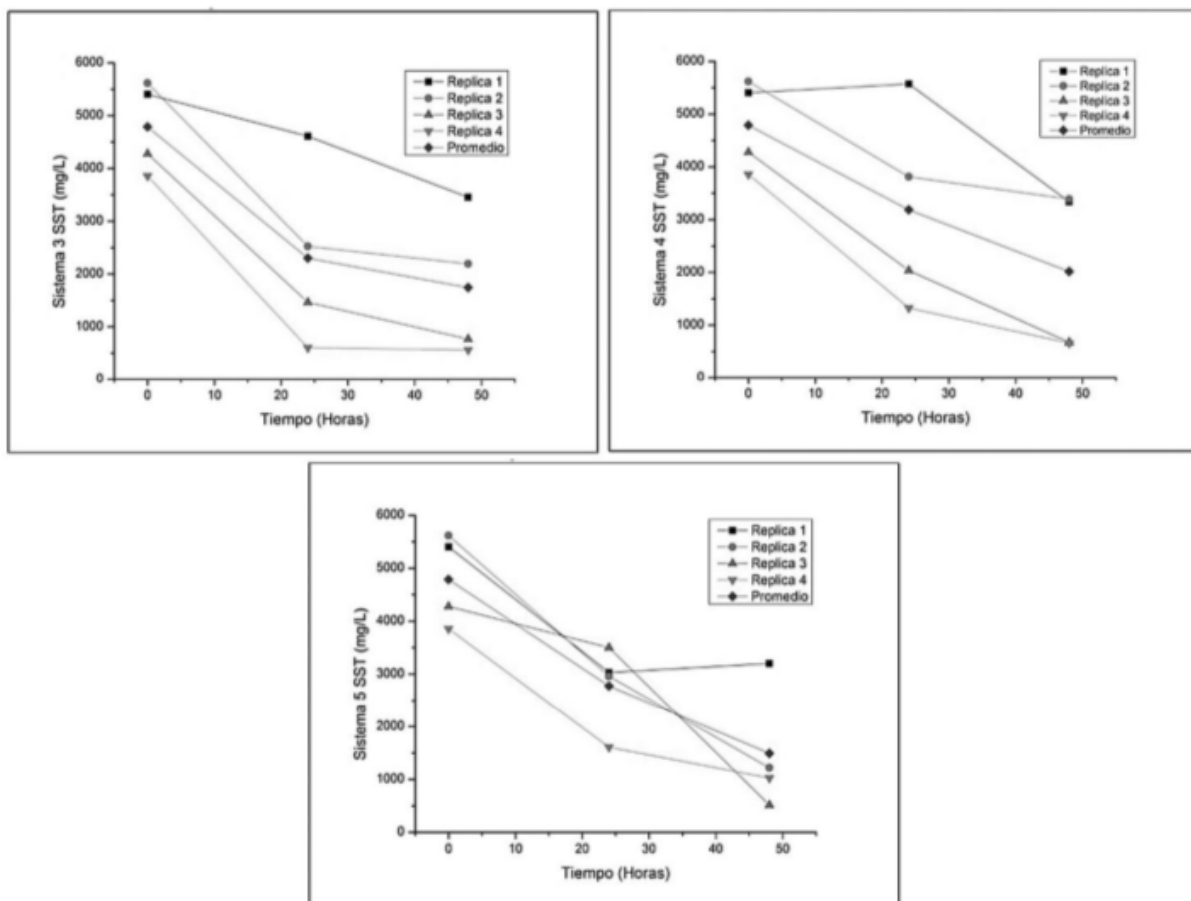 6000
5000
4000
3000
2000
1000
0
Sistema 3 SST (mg/L)
Replica 1
Replica 2
Replica 3
Replica 4
Promedio
0 10 20 30 40 50
Tiempo (Horas)
6000
5000
4000
3000
2000
1000
0
Sistema 4 SST (mg/L)
Replica 1
Replica 2
Replica 3
Replica 4
Promedio
0 10 20 30 40 50
Tiempo (Horas)
6000
5000
4000
3000
2000
1000
0
Sistema 5 SST (mg/L)
Replica 1
Replica 2
Replica 3
Replica 4
Promedio
0 10 20 30 40 50
Tiempo (Horas)